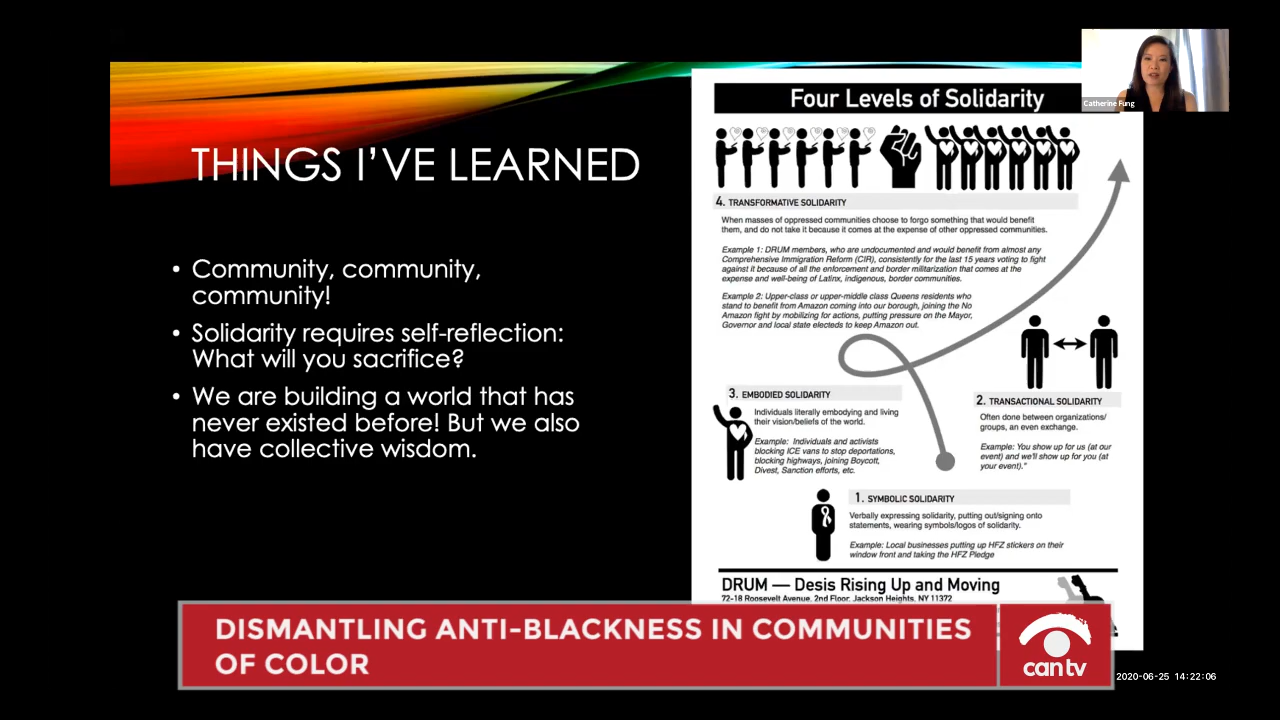 Catherine Fung
THINGS I'VE LEARNED
• Community, community,
community!
• Solidarity requires self-reflection:
What will you sacrifice?
• We are building a world that has
never existed before! But we also
have collective wisdom.
Four Levels of Solidarity
4. TRANSFORMATIVE SOLIDARITY
When masses of oppressed communities choose to forgo something that would benefit
them, and do not take it because it comes at the expense of other oppressed communities.
Example 1: DRUM members, who are undocumented and would benefit from almost any
Comprehensive Immigration Reform (CIR), consistently for the last 15 years voting to fight
against it because of all the enforcement and border militarization that comes at the
expense and well-being of Latinx, indigenous, border communities.
Example 2: Upper-class or upper-middle class Queens residents who
stand to benefit from Amazon coming into our borough, joining the No
Amazon fight by mobilizing for actions, putting pressure on the Mayor,
Governor and local state electeds to keep Amazon out.
3. EMBODIED SOLIDARITY
Individuals literally embodying and living
their vision/beliefs of the world.
Example: Individuals and activists
blocking ICE vans to stop deportations,
blocking highways, joining Boycott,
Divest, Sanction efforts, etc.
2. TRANSACTIONAL SOLIDARITY
Often done between organizations/
groups, an even exchange.
Example: You show up for us (at our
event) and we'll show up for you (at
your event)."
1. SYMBOLIC SOLIDARITY
Verbally expressing solidarity, putting out/signing onto
statements, wearing symbols/logos of solidarity.
Example: Local businesses putting up HFZ stickers on their
window front and taking the HFZ Pledge
DRUM — Desis Rising Up and Moving
72-18 Roosevelt Avenue, 2nd Floor, Jackson Heights, NY 11372
DISMANTLING ANTI-BLACKNESS IN COMMUNITIES
OF COLOR
can tv
2020-06-25 14:22:06